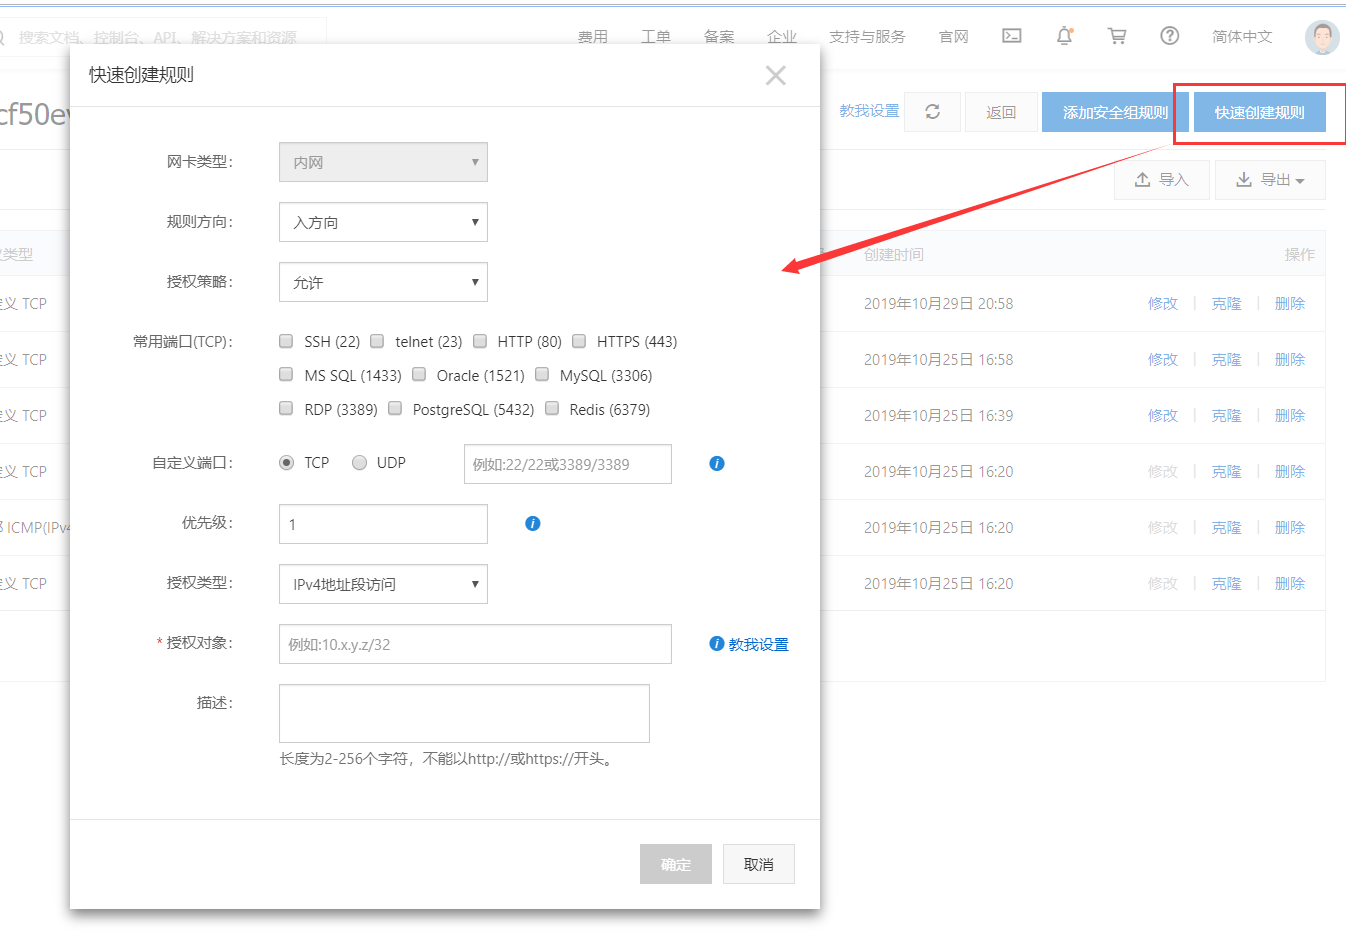 搜索文档、控制台、API、解决方案和资源
费用 工单 备案 企业 支持与服务 官网 简体中文
快速创建规则
教我设置 返回 添加安全组规则 快速创建规则
导入 导出
网卡类型： 内网
规则方向： 入方向
类型 创建时间 操作
授权策略： 允许
定义 TCP 2019年10月29日 20:58 修改 克隆 删除
常用端口(TCP)： SSH (22) telnet (23) HTTP (80) HTTPS (443)
定义 TCP 2019年10月25日 16:58 修改 克隆 删除
MS SQL (1433) Oracle (1521) MySQL (3306)
RDP (3389) PostgreSQL (5432) Redis (6379)
定义 TCP 2019年10月25日 16:39 修改 克隆 删除
自定义端口： TCP UDP 例如:22/22或3389/3389
定义 TCP 2019年10月25日 16:20 修改 克隆 删除
优先级： 1
ICMP(IPv4 2019年10月25日 16:20 修改 克隆 删除
授权类型： IPv4地址段访问
定义 TCP 2019年10月25日 16:20 修改 克隆 删除
* 授权对象： 例如:10.x.y.z/32 教我设置
描述：
长度为2-256个字符，不能以http://或https://开头。
确定 取消